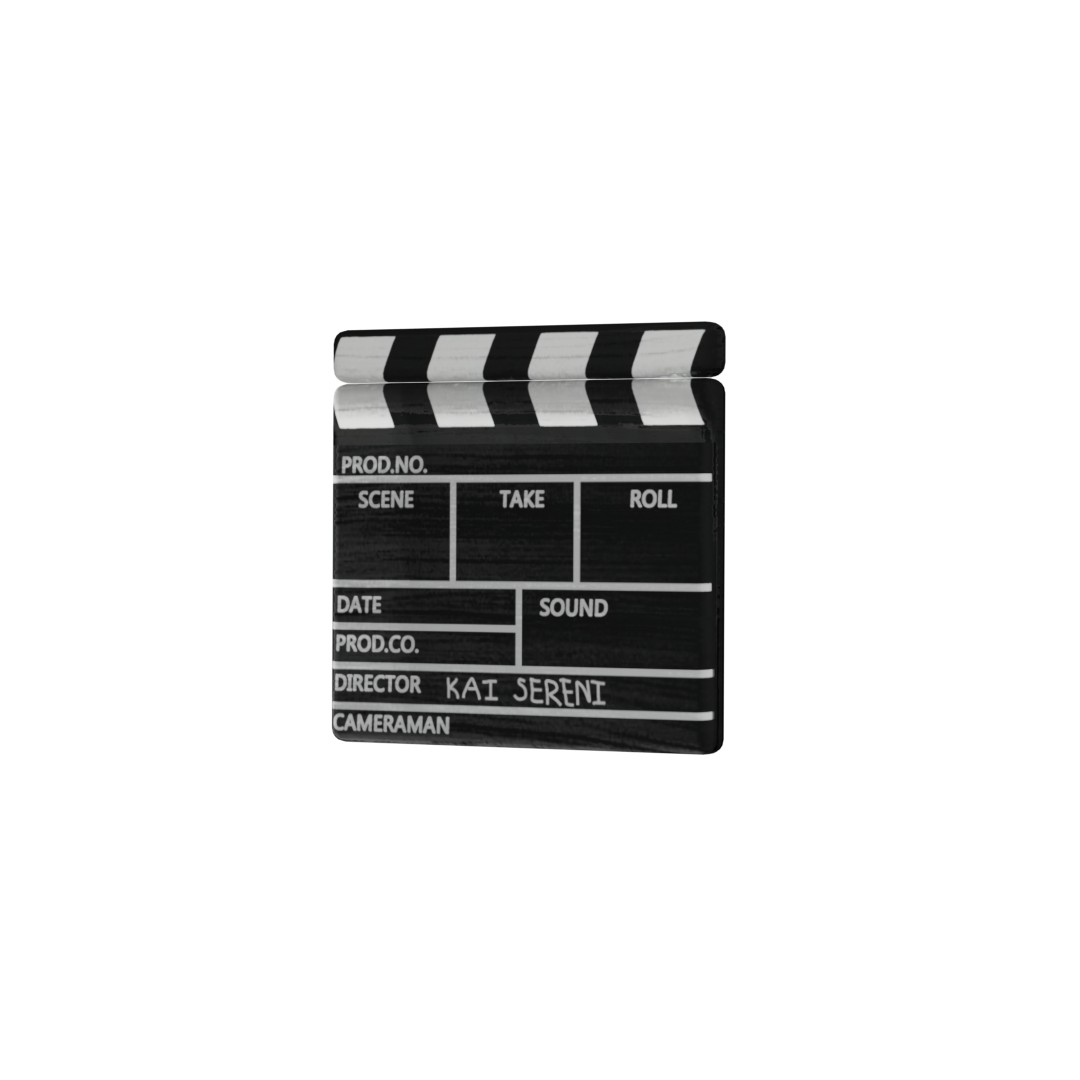 PROD.NO.
SCENE TAKE ROLL
DATE SOUND
PROD.CO.
DIRECTOR KAI SERENI
CAMERAMAN